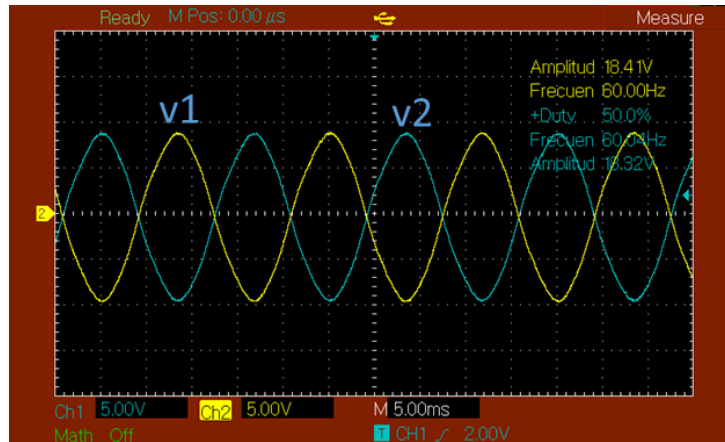 Ready M Pos: 0.00 μs Measure
Amplitud 18.41V
Frecuen 60.00Hz
v1 v2
+Duty 50.0%
Frecuen 60.04Hz
Amplitud 18.32V
2
Ch1 5.00V Ch2 5.00V M 5.00ms
Math Off T CH1 2.00V